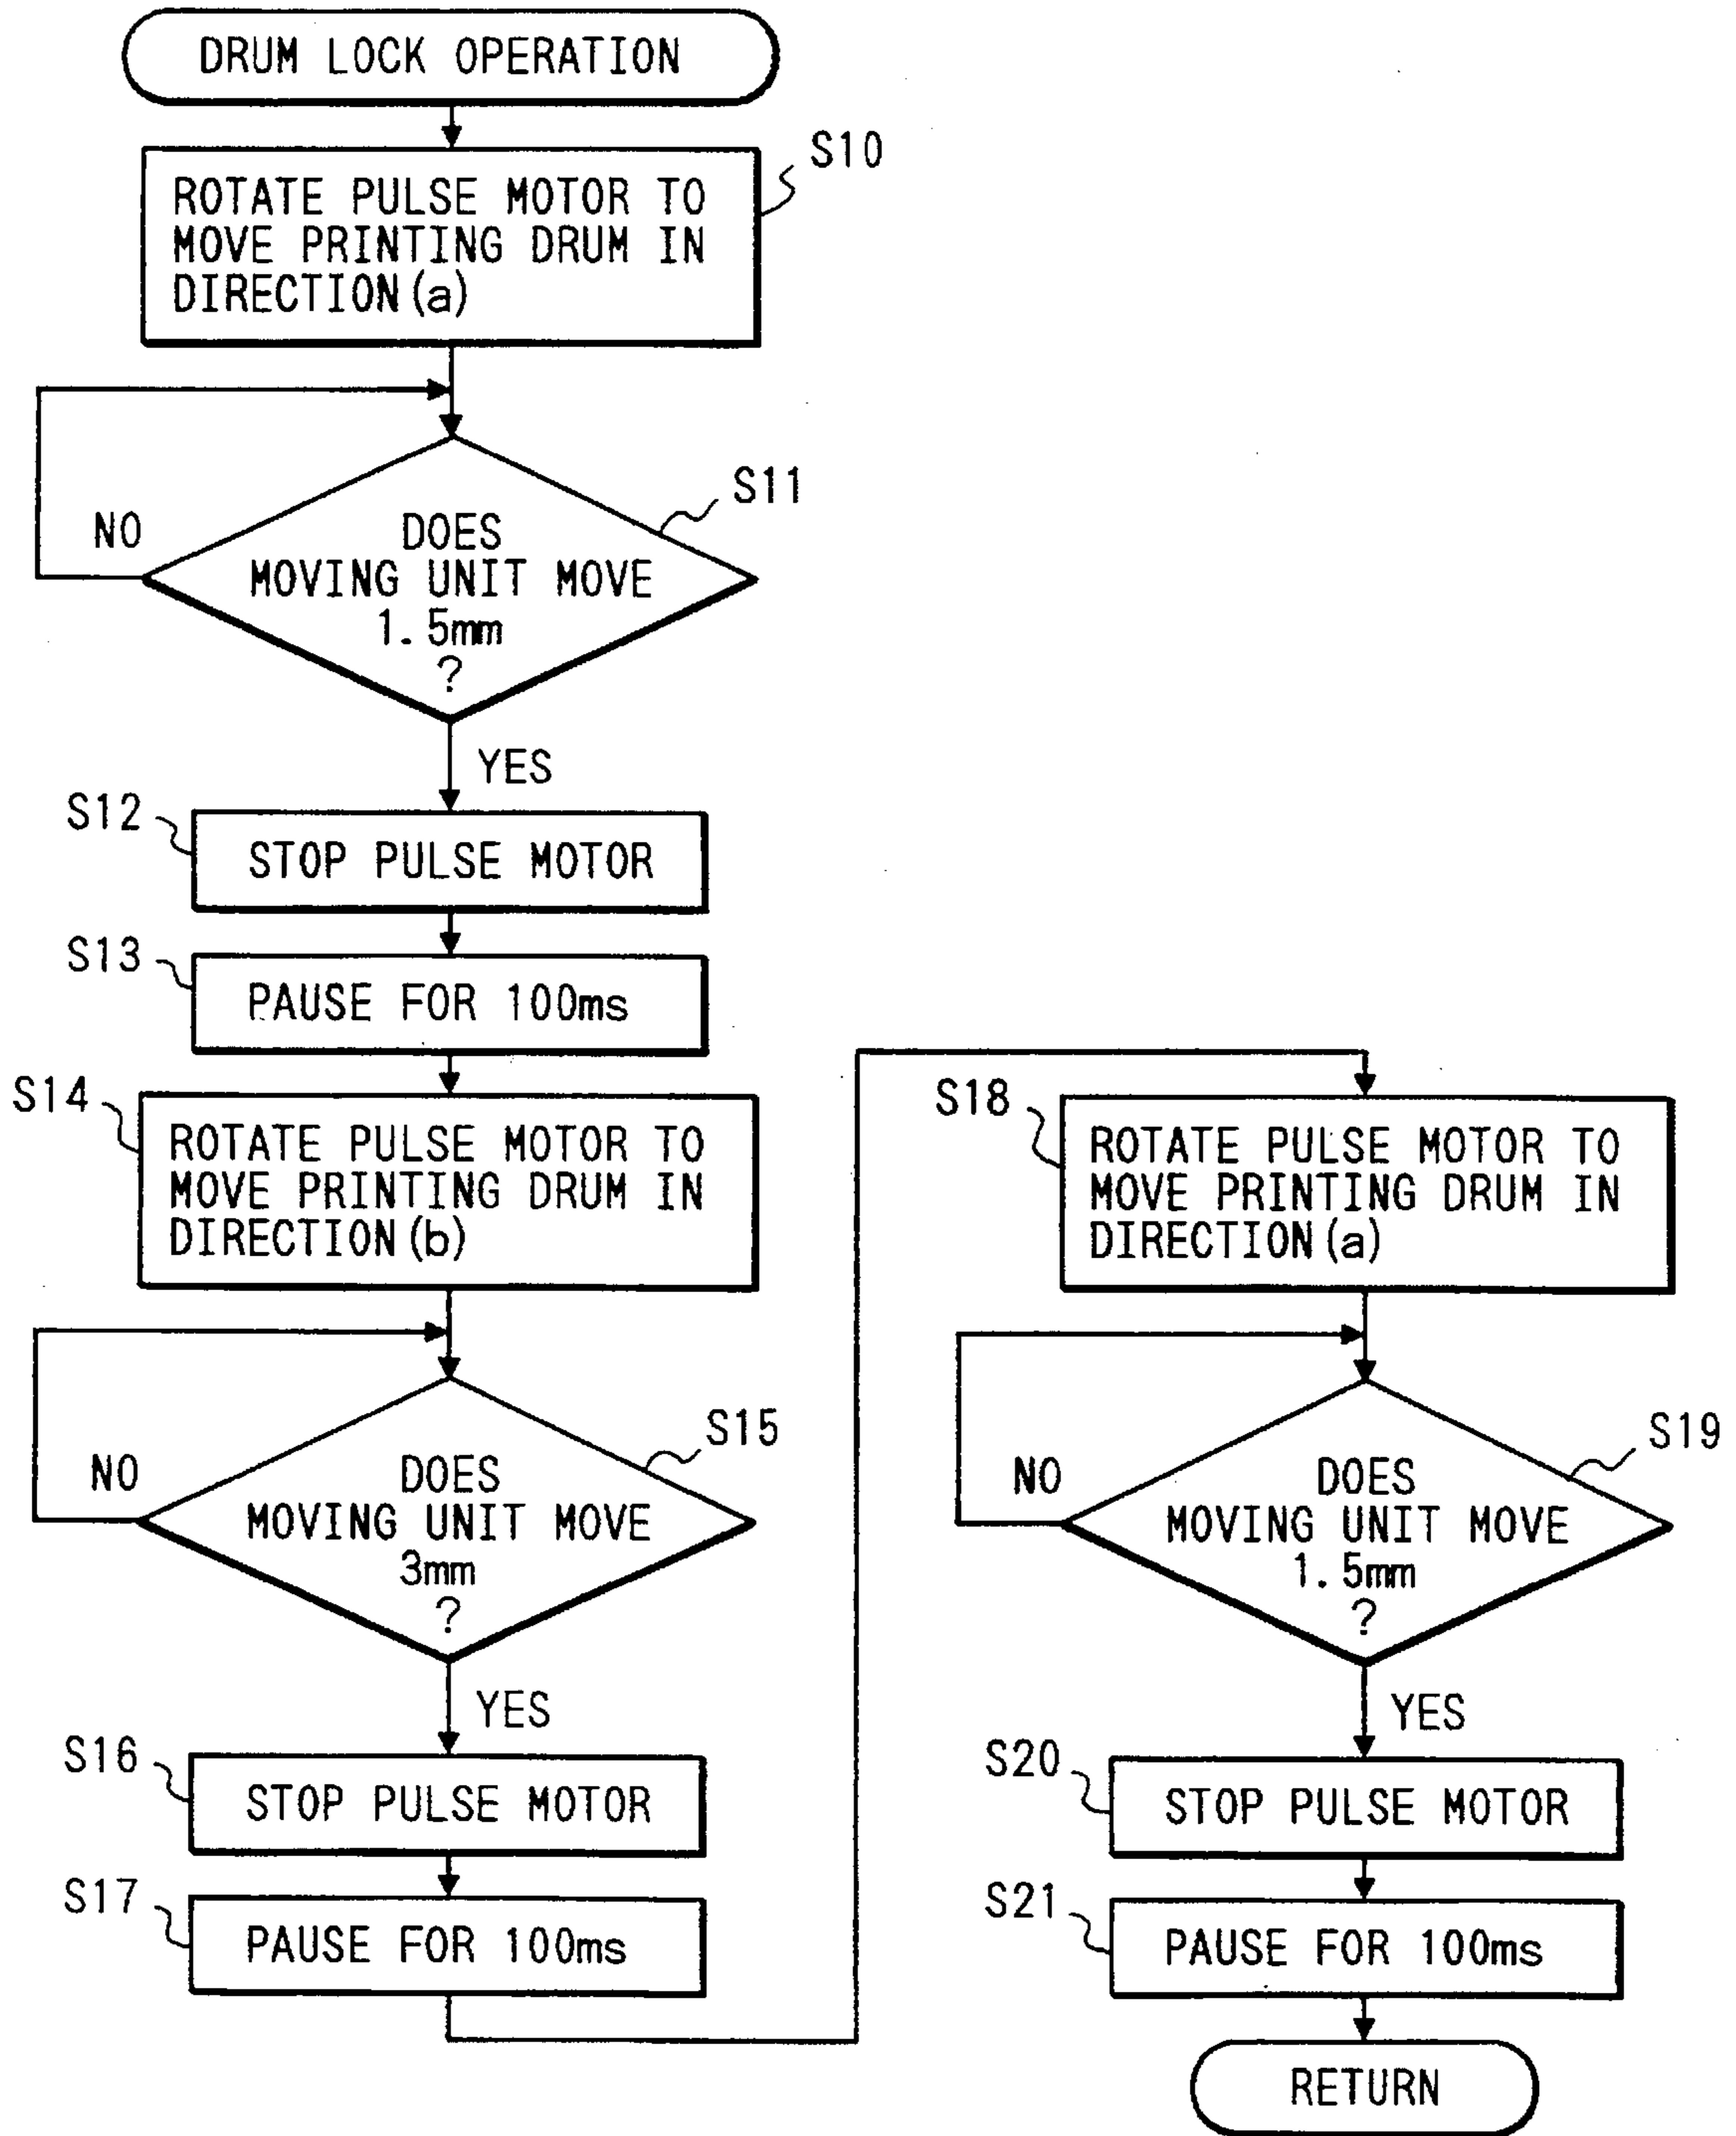 DRUM LOCK OPERATION
S10
ROTATE PULSE MOTOR TO
MOVE PRINTING DRUM IN
DIRECTION(a)
S11
NO
DOES
MOVING UNIT MOVE
1.5mm
?
YES
S12
STOP PULSE MOTOR
S13
PAUSE FOR 100ms
S14
ROTATE PULSE MOTOR TO
MOVE PRINTING DRUM IN
DIRECTION(b)
S15
NO
DOES
MOVING UNIT MOVE
3mm
?
YES
S16
STOP PULSE MOTOR
S17
PAUSE FOR 100ms
S18
ROTATE PULSE MOTOR TO
MOVE PRINTING DRUM IN
DIRECTION(a)
S19
NO
DOES
MOVING UNIT MOVE
1.5mm
?
YES
S20
STOP PULSE MOTOR
S21
PAUSE FOR 100ms
RETURN